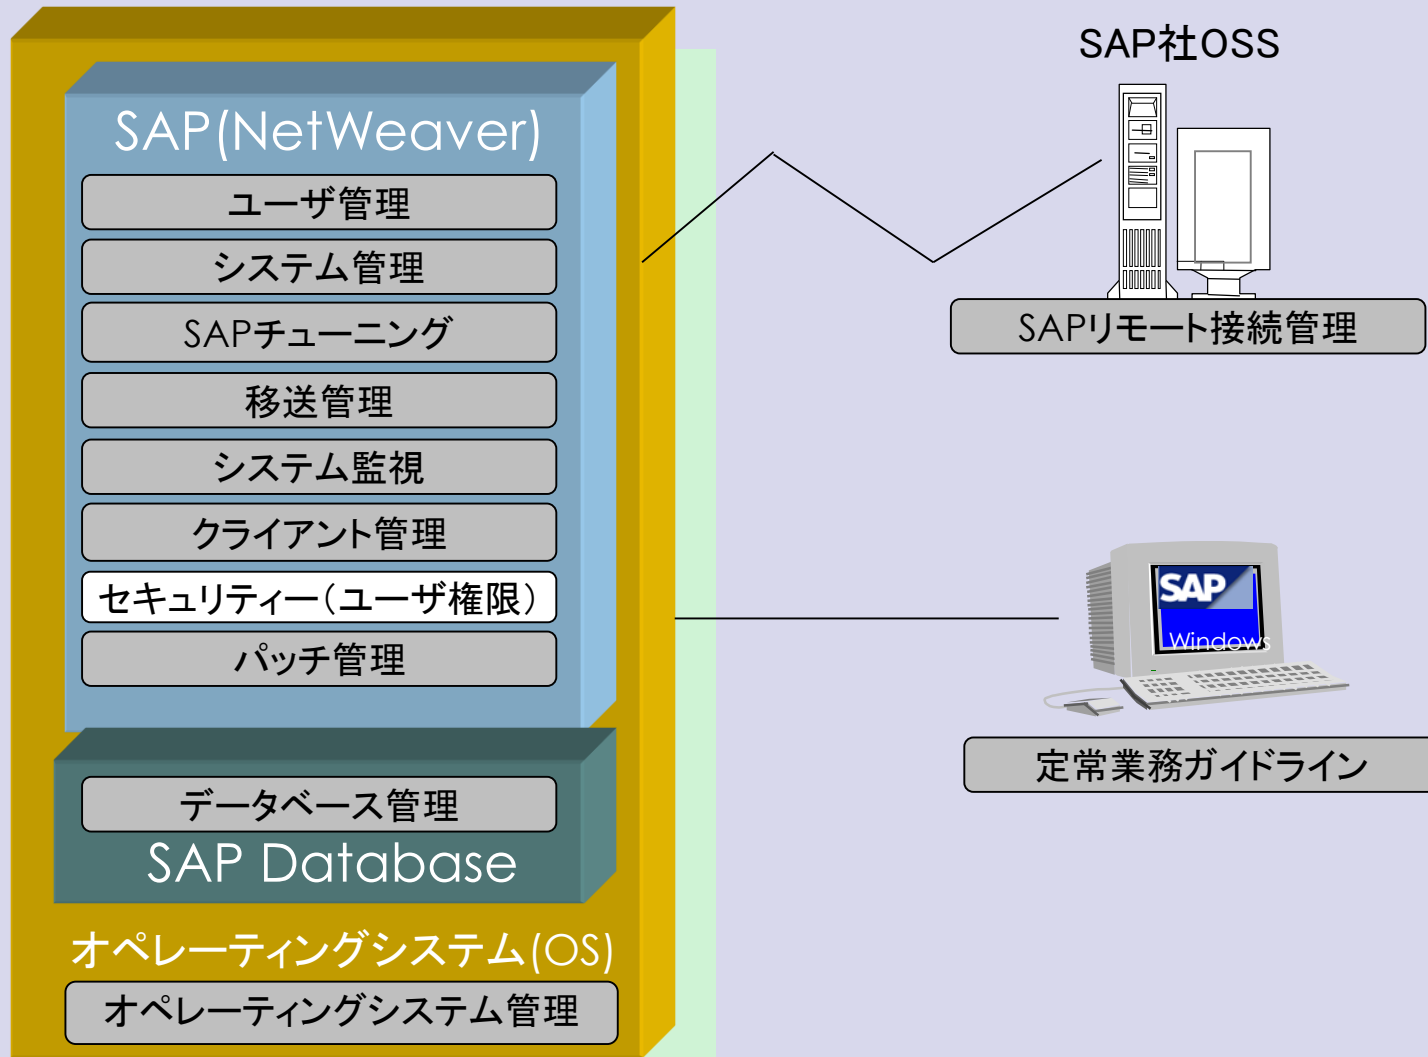 SAP(NetWeaver)
ユーザ管理
システム管理
SAPチューニング
移送管理
システム監視
クライアント管理
セキュリティー(ユーザ権限)
パッチ管理
データベース管理
SAP Database
オペレーティングシステム(OS)
オペレーティングシステム管理
SAP社OSS
SAPリモート接続管理
SAP
Windows
定常業務ガイドライン